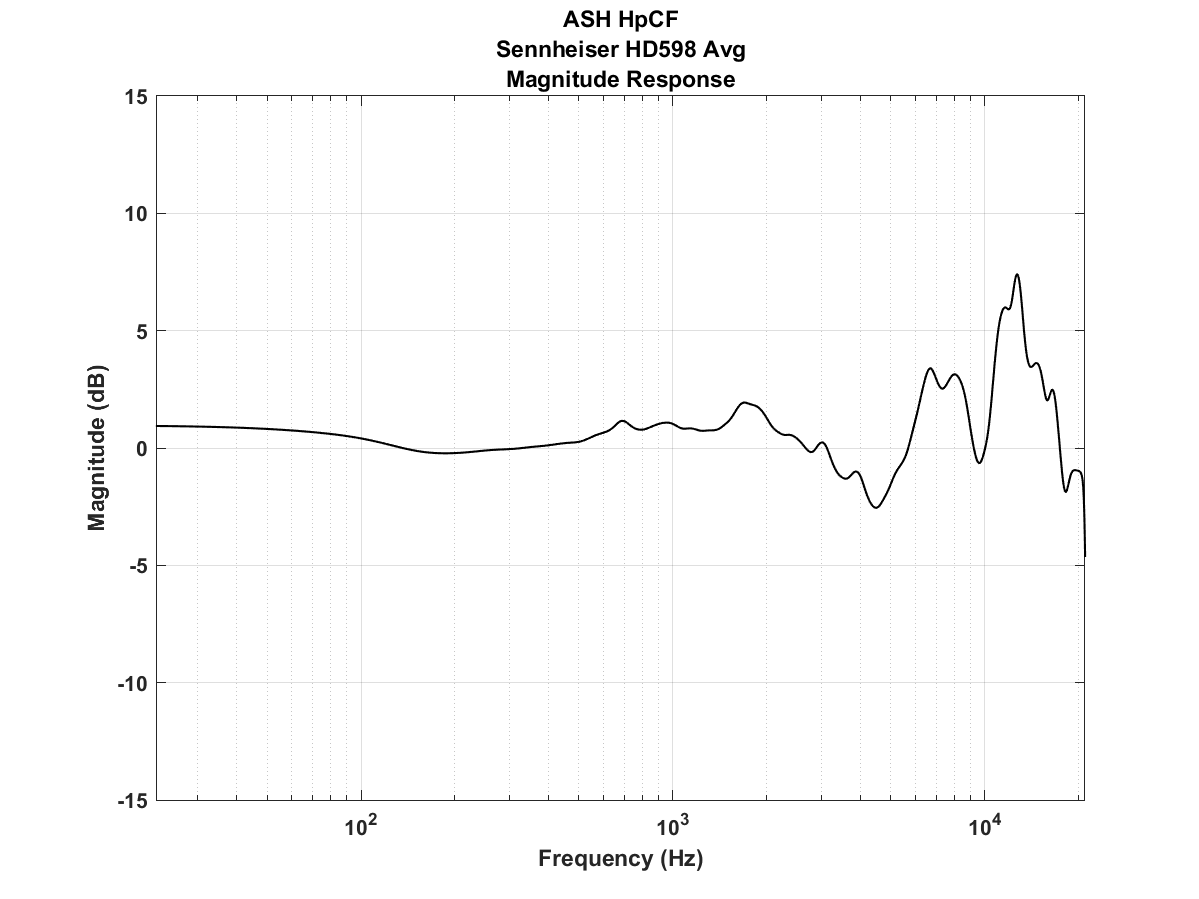 ASH HpCF
Sennheiser HD598 Avg
Magnitude Response
15
10
5
0
-5
-10
-15
Magnitude (dB)
10²
10³
10⁴
Frequency (Hz)